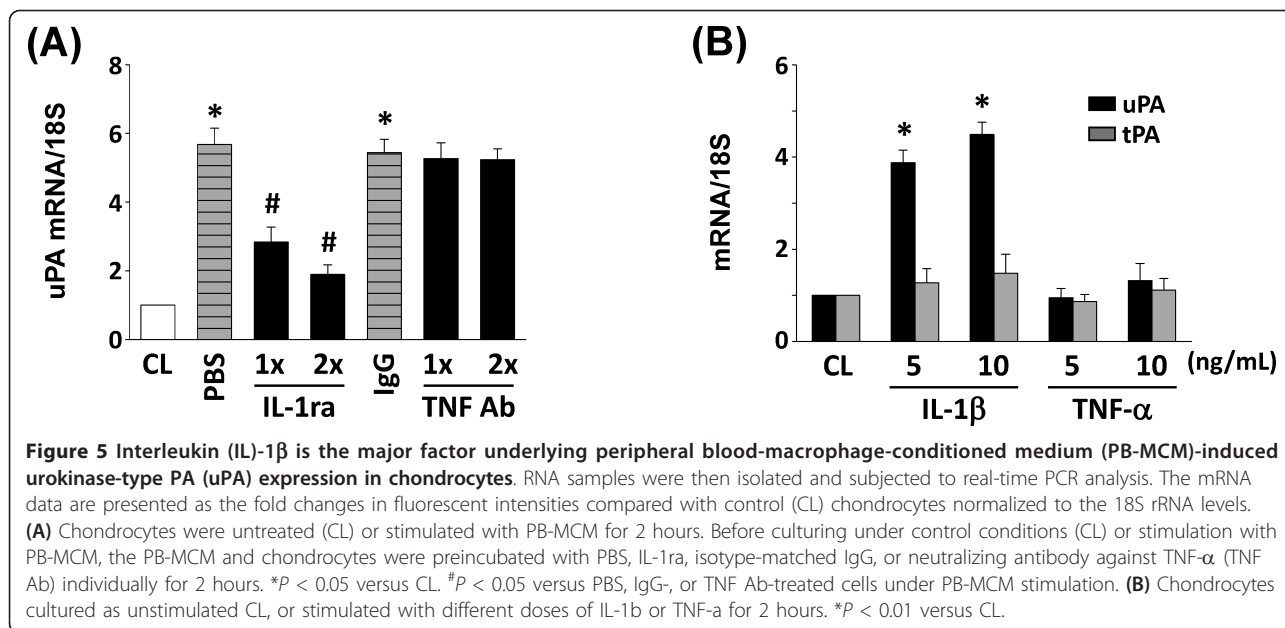 (A)
8
6
4
2
0
uPA mRNA/18S
*
#
#
*
CL PBS 1x 2x IgG 1x 2x
IL-1ra TNF Ab
(B)
6
4
2
0
mRNA/18S
*
*
uPA
tPA
CL 5 10 5 10 (ng/mL)
IL-1β TNF-α
Figure 5 Interleukin (IL)-1β is the major factor underlying peripheral blood-macrophage-conditioned medium (PB-MCM)-induced
urokinase-type PA (uPA) expression in chondrocytes. RNA samples were then isolated and subjected to real-time PCR analysis. The mRNA
data are presented as the fold changes in fluorescent intensities compared with control (CL) chondrocytes normalized to the 18S rRNA levels.
(A) Chondrocytes were untreated (CL) or stimulated with PB-MCM for 2 hours. Before culturing under control conditions (CL) or stimulation with
PB-MCM, the PB-MCM and chondrocytes were preincubated with PBS, IL-1ra, isotype-matched IgG, or neutralizing antibody against TNF-α (TNF
Ab) individually for 2 hours. *P < 0.05 versus CL. #P < 0.05 versus PBS, IgG-, or TNF Ab-treated cells under PB-MCM stimulation. (B) Chondrocytes
cultured as unstimulated CL, or stimulated with different doses of IL-1b or TNF-a for 2 hours. *P < 0.01 versus CL.